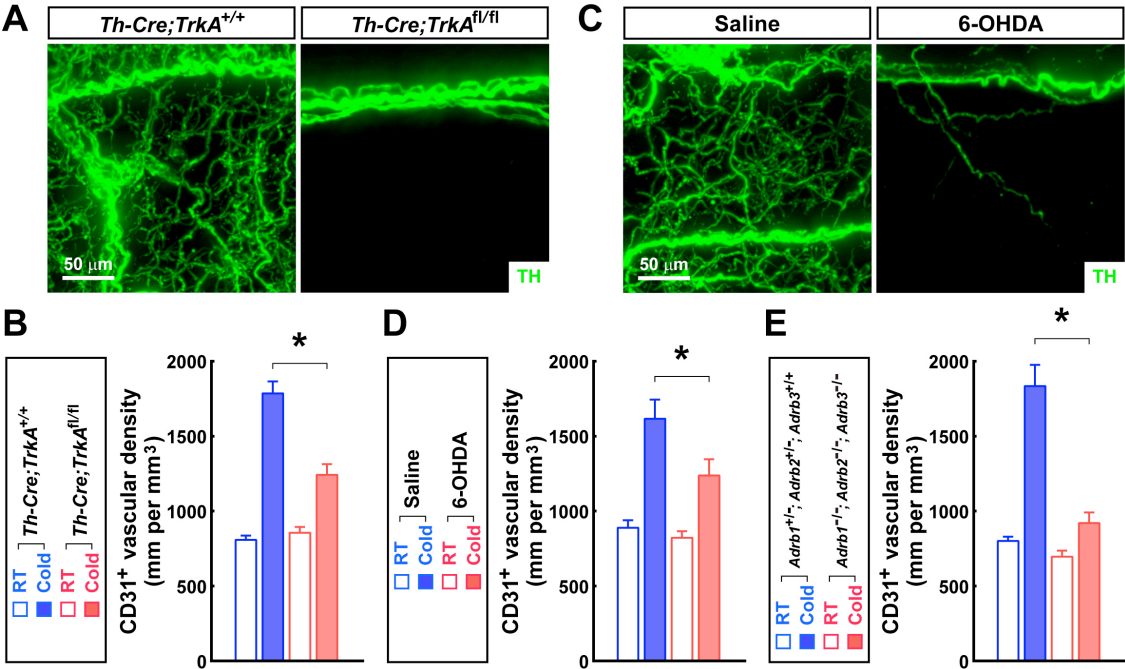 A
Th-Cre;TrkA+/+
Th-Cre;TrkAfl/fl
50 μm
TH
C
Saline
6-OHDA
50 μm
TH
B
Th-Cre;TrkA+/+
Th-Cre;TrkAfl/fl
RT
Cold
RT
Cold
CD31+ vascular density
(mm per mm3)
2000
1500
1000
500
0
*
D
Saline
6-OHDA
RT
Cold
RT
Cold
CD31+ vascular density
(mm per mm3)
2000
1500
1000
500
0
*
E
Adrb1+/-; Adrb2+/-; Adrb3+/+
Adrb1-/-; Adrb2-/-; Adrb3-/-
RT
Cold
RT
Cold
CD31+ vascular density
(mm per mm3)
2000
1500
1000
500
0
*